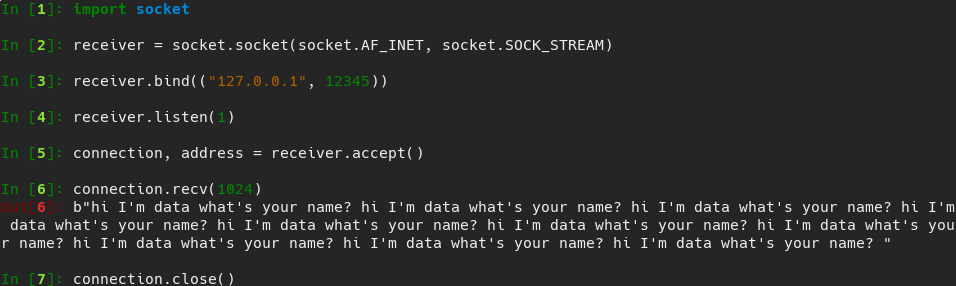 In [1]: import socket
In [2]: receiver = socket.socket(socket.AF_INET, socket.SOCK_STREAM)
In [3]: receiver.bind(("127.0.0.1", 12345))
In [4]: receiver.listen(1)
In [5]: connection, address = receiver.accept()
In [6]: connection.recv(1024)
Out[6]: b"hi I'm data what's your name? hi I'm data what's your name? hi I'm data what's your name? hi I'm
data what's your name? hi I'm data what's your name? hi I'm data what's your name? hi I'm data what's you
r name? hi I'm data what's your name? hi I'm data what's your name? hi I'm data what's your name? "
In [7]: connection.close()